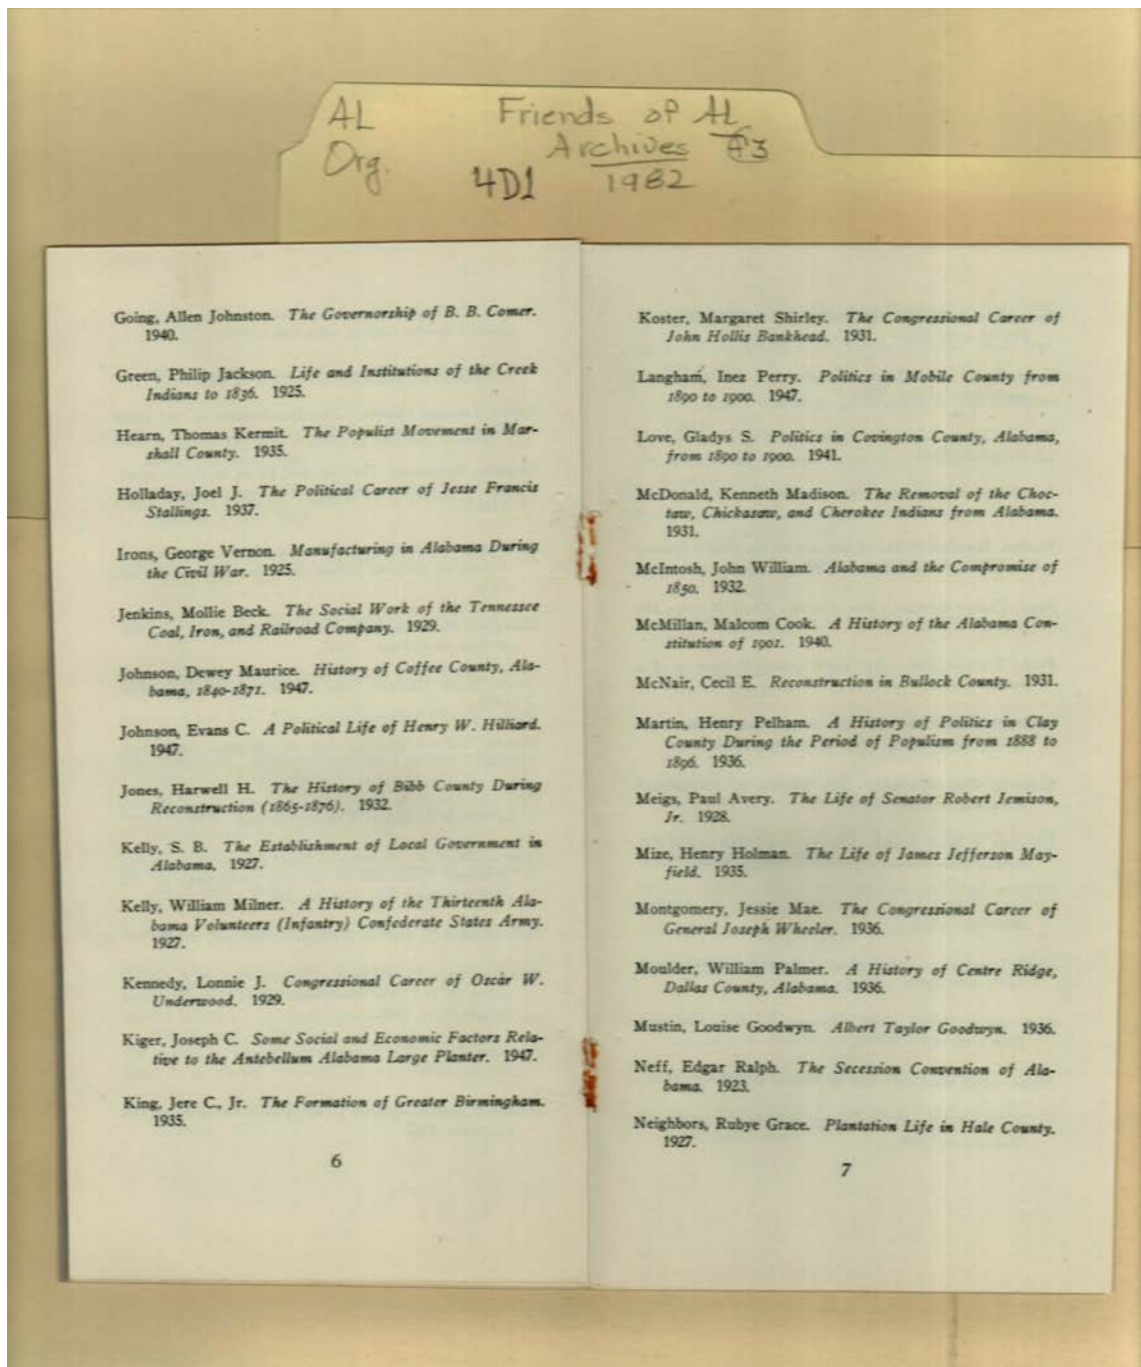 AL
Org.
Friends of AL
Archives
1982
4D1
Going, Allen Johnston. The Governorship of B. B. Comer.
1940.
Green, Philip Jackson. Life and Institutions of the Creek
Indians to 1836. 1925.
Hearn, Thomas Kermit. The Populist Movement in Mar-
shall County. 1935.
Holladay, Joel J. The Political Career of Jesse Francis
Stallings. 1937.
Irons, George Vernon. Manufacturing in Alabama During
the Civil War. 1925.
Jenkins, Mollie Beck. The Social Work of the Tennessee
Coal, Iron, and Railroad Company. 1929.
Johnson, Dewey Maurice. History of Coffee County, Ala-
bama, 1840-1871. 1947.
Johnson, Evans C. A Political Life of Henry W. Hilliard.
1947.
Jones, Harwell H. The History of Bibb County During
Reconstruction (1865-1876). 1932.
Kelly, S. B. The Establishment of Local Government in
Alabama. 1927.
Kelly, William Milner. A History of the Thirteenth Ala-
bama Volunteers (Infantry) Confederate States Army.
1927.
Kennedy, Lonnie J. Congressional Career of Oscar W.
Underwood. 1929.
Kiger, Joseph C. Some Social and Economic Factors Rela-
tive to the Antebellum Alabama Large Planter. 1947.
King, Jere C., Jr. The Formation of Greater Birmingham.
1935.
6
Koster, Margaret Shirley. The Congressional Career of
John Hollis Bankhead. 1931.
Langham, Inez Perry. Politics in Mobile County from
1890 to 1900. 1947.
Love, Gladys S. Politics in Covington County, Alabama,
from 1890 to 1900. 1941.
McDonald, Kenneth Madison. The Removal of the Choc-
taw, Chickasaw, and Cherokee Indians from Alabama.
1931.
McIntosh, John William. Alabama and the Compromise of
1850. 1932.
McMillan, Malcom Cook. A History of the Alabama Con-
stitution of 1901. 1940.
McNair, Cecil E. Reconstruction in Bullock County. 1931.
Martin, Henry Pelham. A History of Politics in Clay
County During the Period of Populism from 1888 to
1896. 1936.
Meigs, Paul Avery. The Life of Senator Robert Jemison,
Jr. 1928.
Mize, Henry Holman. The Life of James Jefferson May-
field. 1935.
Montgomery, Jessie Mae. The Congressional Career of
General Joseph Wheeler. 1936.
Moulder, William Palmer. A History of Centre Ridge,
Dallas County, Alabama. 1936.
Mustin, Louise Goodwyn. Albert Taylor Goodwyn. 1936.
Neff, Edgar Ralph. The Secession Convention of Ala-
bama. 1923.
Neighbors, Rubye Grace. Plantation Life in Hale County.
1927.
7